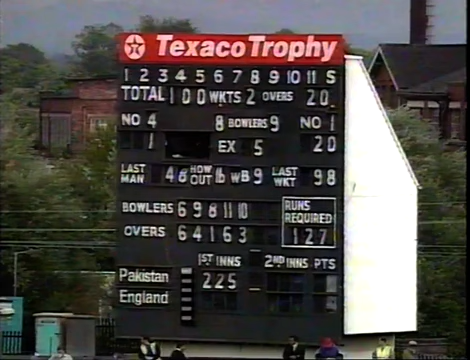 Texaco Trophy
1 2 3 4 5 6 7 8 9 10 11 S
TOTAL 100 WKTS 2 OVERS 20
NO 4 8 BOWLERS 9 NO 1
1 EX 5 20
LAST MAN 4 HOW OUT WB 9 LAST WKT 98
BOWLERS 6 9 8 11 10 RUNS REQUIRED
OVERS 6 4 1 6 3 127
1ST INNS 2ND INNS PTS
Pakistan 225
England